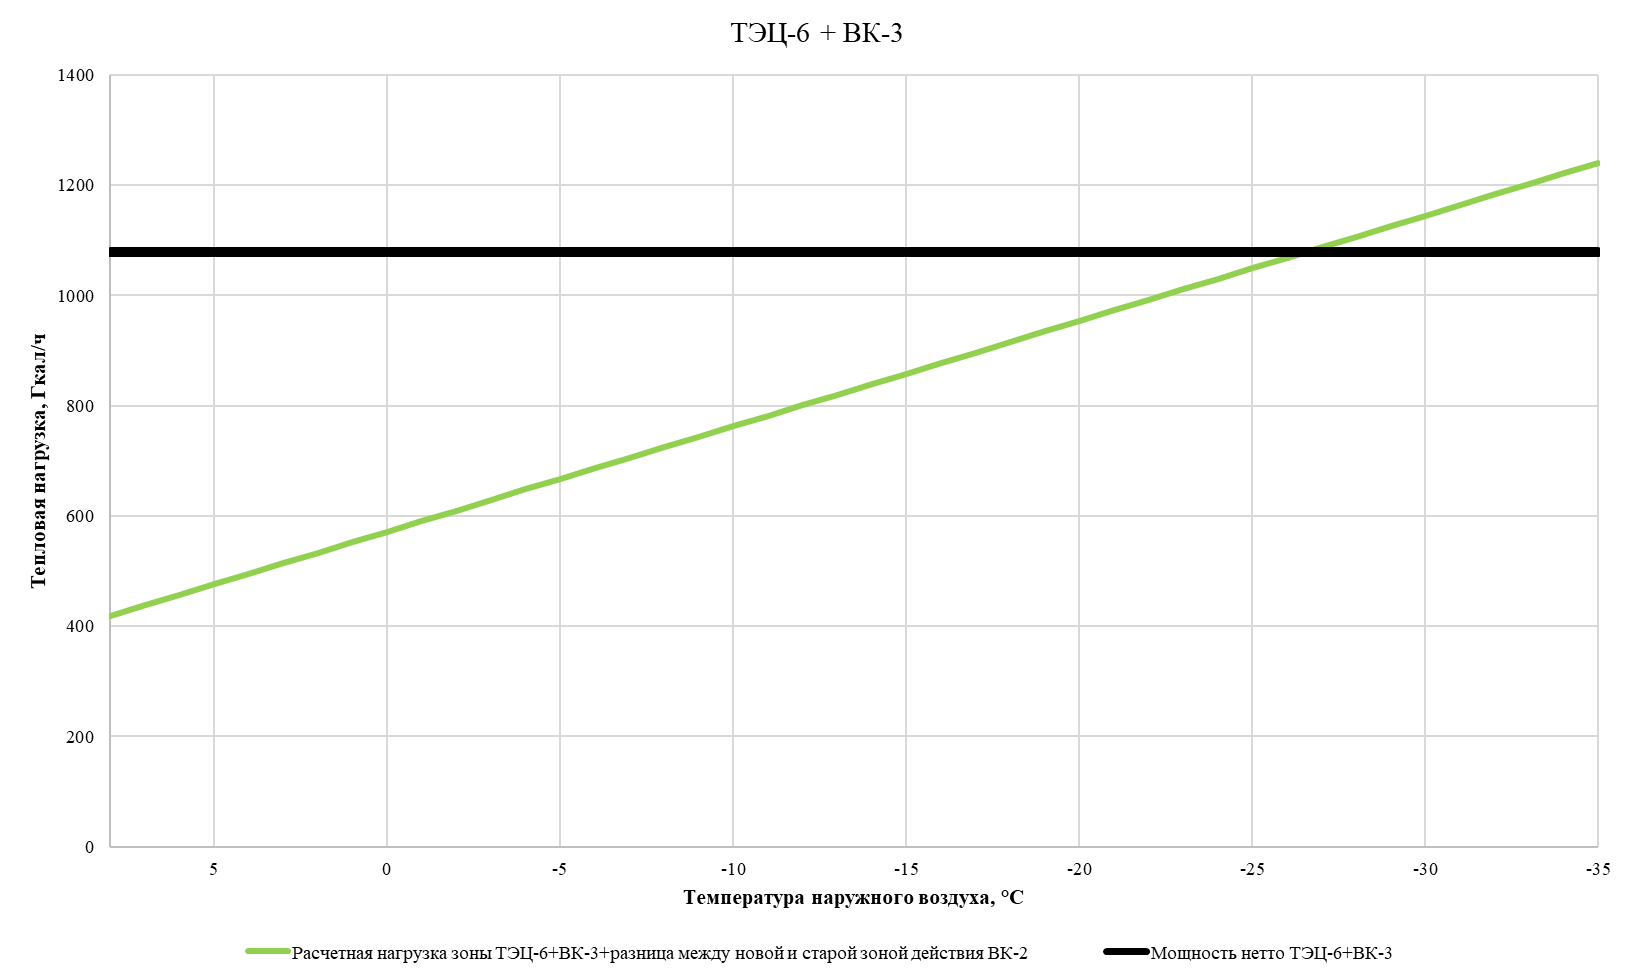 ТЭЦ-6 + ВК-3
1400
1200
1000
800
600
400
200
0
Тепловая нагрузка, Гкал/ч
5 0 -5 -10 -15 -20 -25 -30 -35
Температура наружного воздуха, °С
Расчетная нагрузка зоны ТЭЦ-6+ВК-3+разница между новой и старой зоной действия ВК-2
Мощность нетто ТЭЦ-6+ВК-3